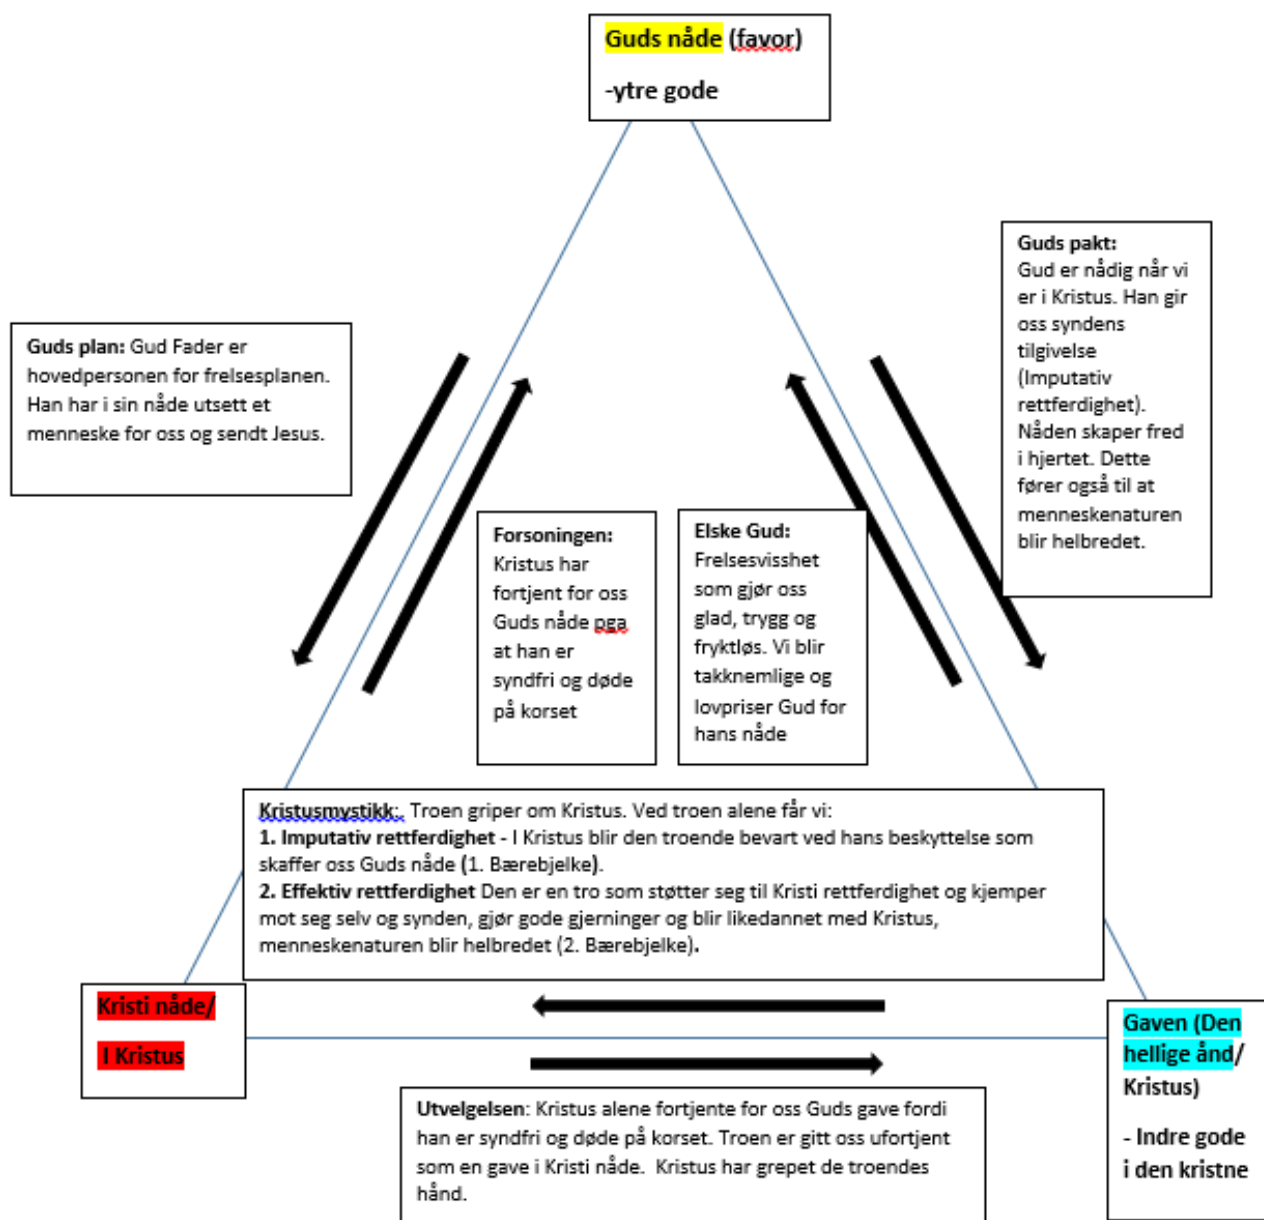 Guds nåde (favor)
-ytre gode
Guds pakt:
Gud er nådig når vi
er i Kristus. Han gir
oss syndens
tilgivelse
(Imputativ
rettferdighet).
Nåden skaper fred
i hjertet. Dette
fører også til at
menneskenaturen
blir helbredet.
Guds plan: Gud Fader er
hovedpersonen for frelsesplanen.
Han har i sin nåde utsett et
menneske for oss og sendt Jesus.
Forsoningen:
Kristus har
fortjent for oss
Guds nåde pga
at han er
syndfri og døde
på korset
Elske Gud:
Frelsesvisshet
som gjør oss
glad, trygg og
fryktløs. Vi blir
takknemlige og
lovpriser Gud for
hans nåde
Kristusmystikk:  Troen griper om Kristus. Ved troen alene får vi:
1. Imputativ rettferdighet - I Kristus blir den troende bevart ved hans beskyttelse som
skaffer oss Guds nåde (1. Bærebjelke).
2. Effektiv rettferdighet Den er en tro som støtter seg til Kristi rettferdighet og kjemper
mot seg selv og synden, gjør gode gjerninger og blir likedannet med Kristus,
menneskenaturen blir helbredet (2. Bærebjelke).
Kristi nåde/
I Kristus
Gaven (Den
hellige ånd/
Kristus)
- Indre gode
i den kristne
Utvelgelsen: Kristus alene fortjente for oss Guds gave fordi
han er syndfri og døde på korset. Troen er gitt oss ufortjent
som en gave i Kristi nåde.  Kristus har grepet de troendes
hånd.